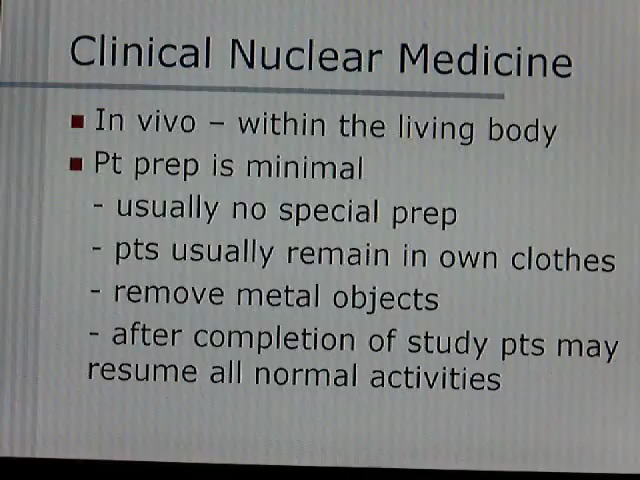 Clinical Nuclear Medicine
In vivo – within the living body
Pt prep is minimal
- usually no special prep
- pts usually remain in own clothes
- remove metal objects
- after completion of study pts may
resume all normal activities